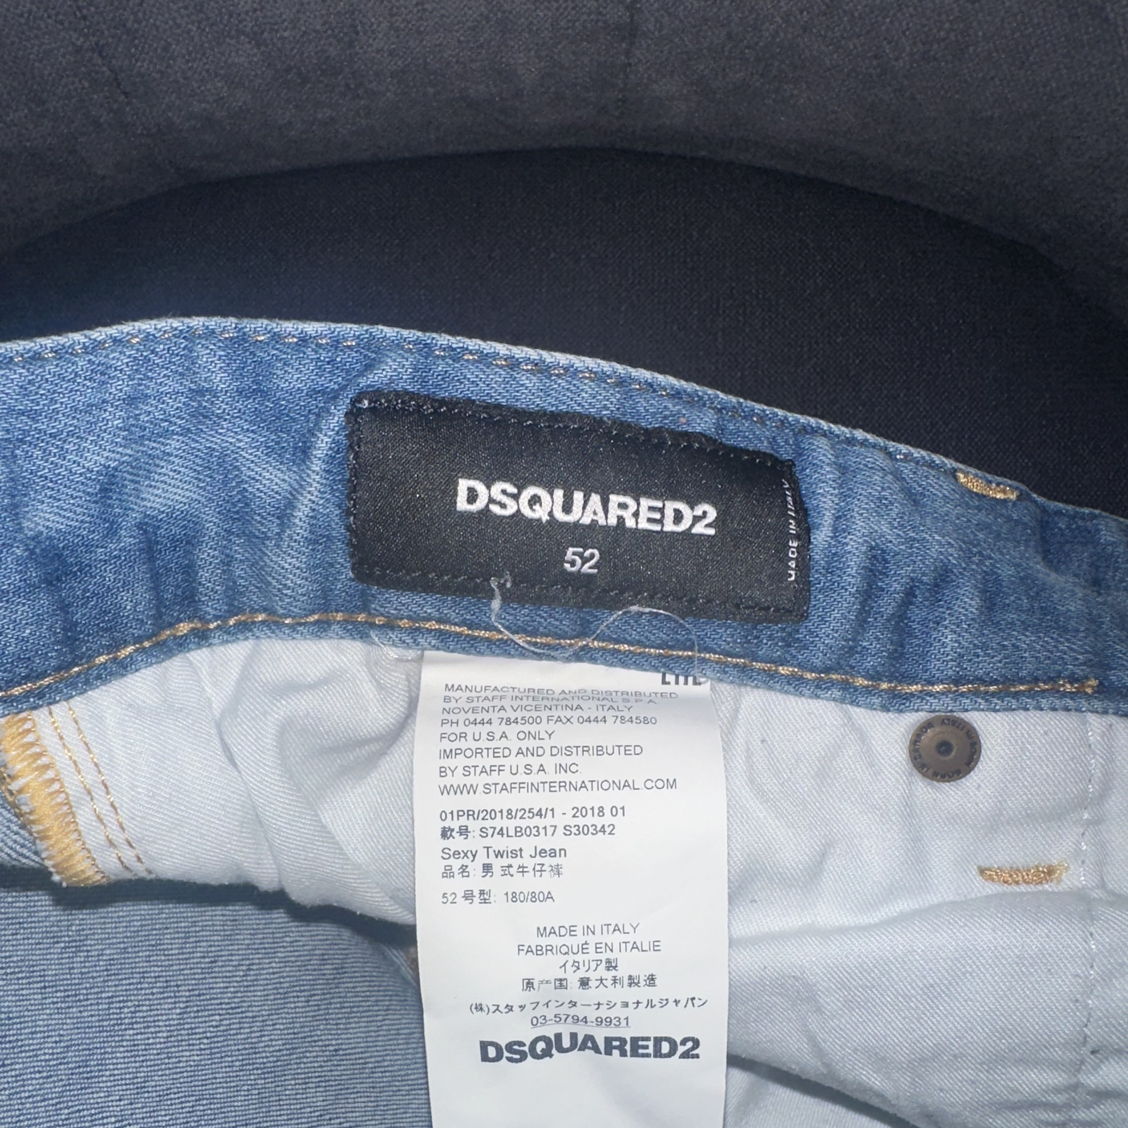 DSQUARED2
52
MADE IN ITALY
MANUFACTURED AND DISTRIBUTED
BY STAFF INTERNATIONAL S.P.A.
NOVENTA VICENTINA - ITALY
PH 0444 784500 FAX 0444 784580
FOR U.S.A. ONLY
IMPORTED AND DISTRIBUTED
BY STAFF U.S.A. INC.
WWW.STAFFINTERNATIONAL.COM
01PR/2018/254/1 - 2018 01
款号: S74LB0317 S30342
Sexy Twist Jean
品名: 男式牛仔裤
52 号型: 180/80A
MADE IN ITALY
FABRIQUÉ EN ITALIE
イタリア製
原产国: 意大利製造
(株)スタッフインターナショナルジャパン
03-5794-9931
DSQUARED2